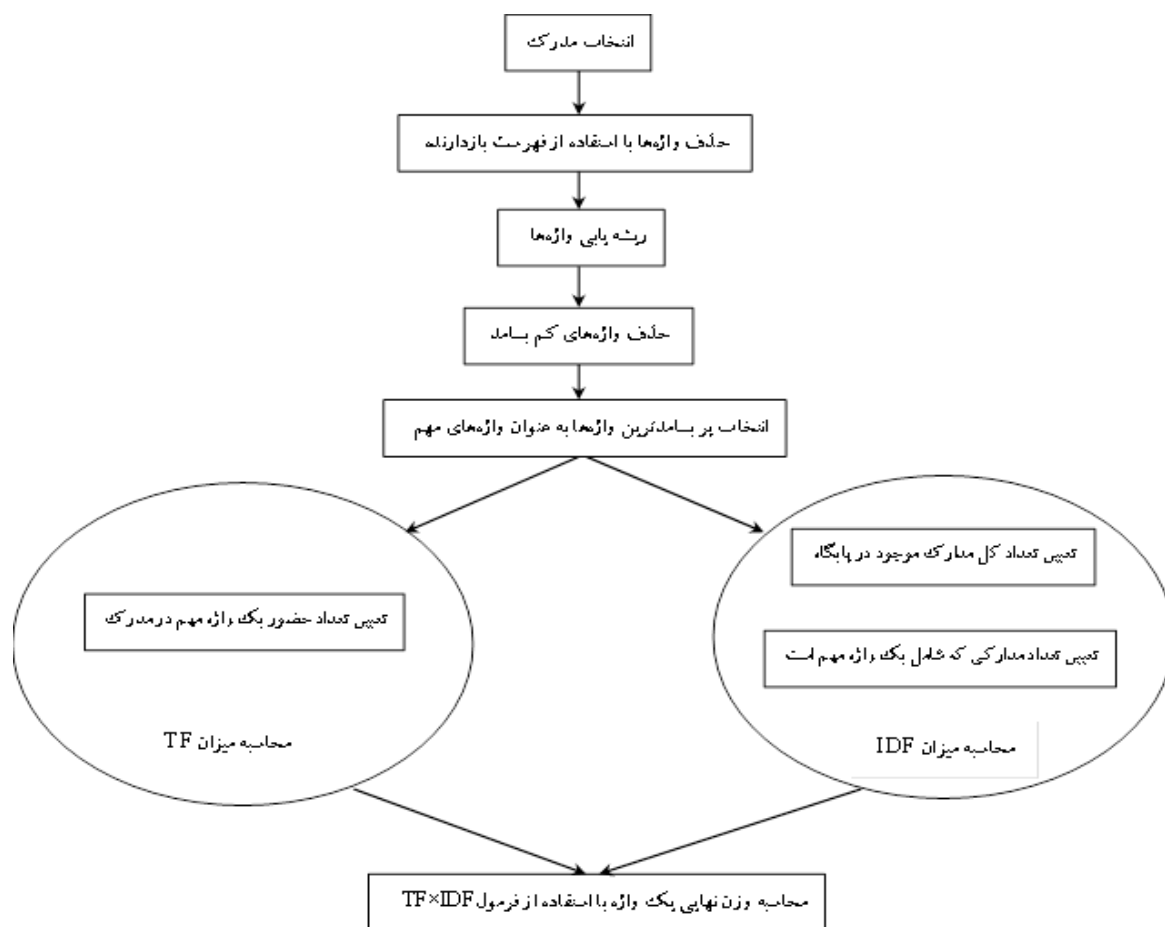 انتخاب مدرک
حذف واژه‌ها با استفاده از فهرست بازدارنده
ریشه یابی واژه‌ها
حذف واژه‌های کم بسامد
انتخاب پر بسامدترین واژه‌ها به عنوان واژه‌های مهم
تعیین تعداد کل مدارک موجود در پایگاه
تعیین تعداد مدارکی که شامل یک واژه مهم است
محاسبه میزان IDF
تعیین تعداد حضور یک واژه مهم در مدرک
محاسبه میزان TF
محاسبه وزن نهایی یک واژه با استفاده از فرمول TF×IDF